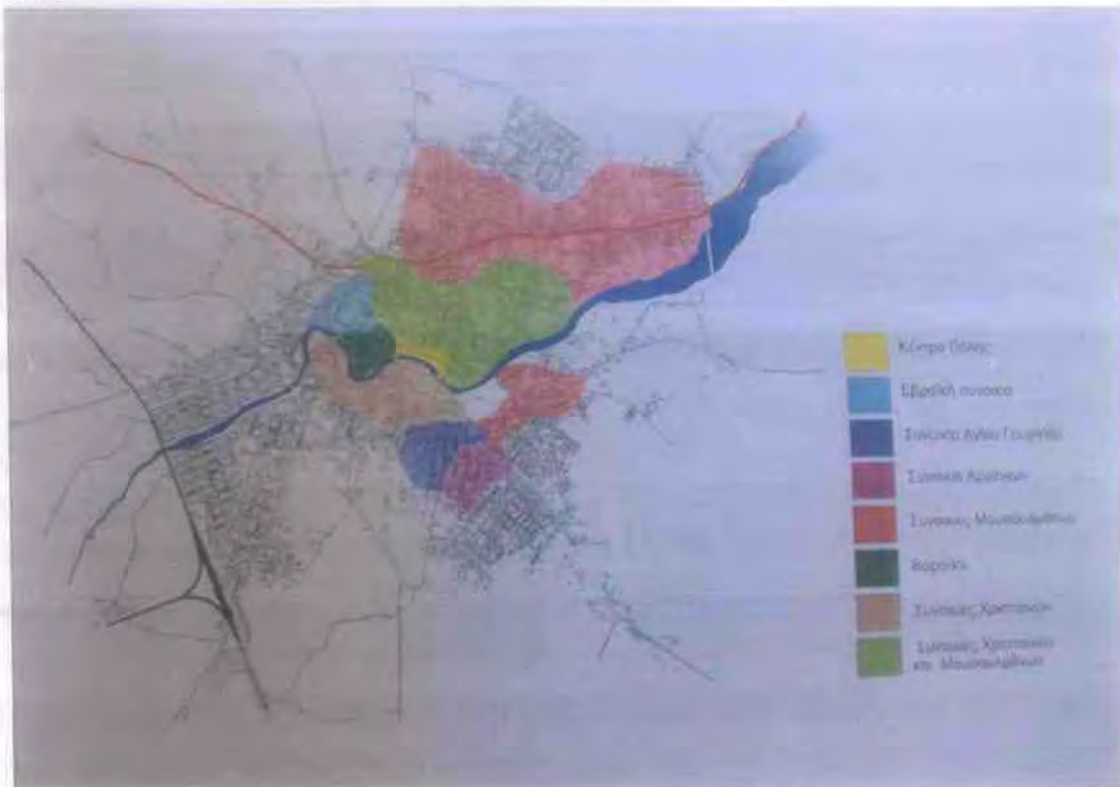 Κέντρο Πόλης
Εβραϊκή συνοικία
Συνοικία Αγίου Γεωργίου
Συνοικία
Συνοικίες Μουσουλμάνων
Βαρούσι
Συνοικίες Χριστιανών
Συνοικίες Χριστιανών
και Μουσουλμάνων